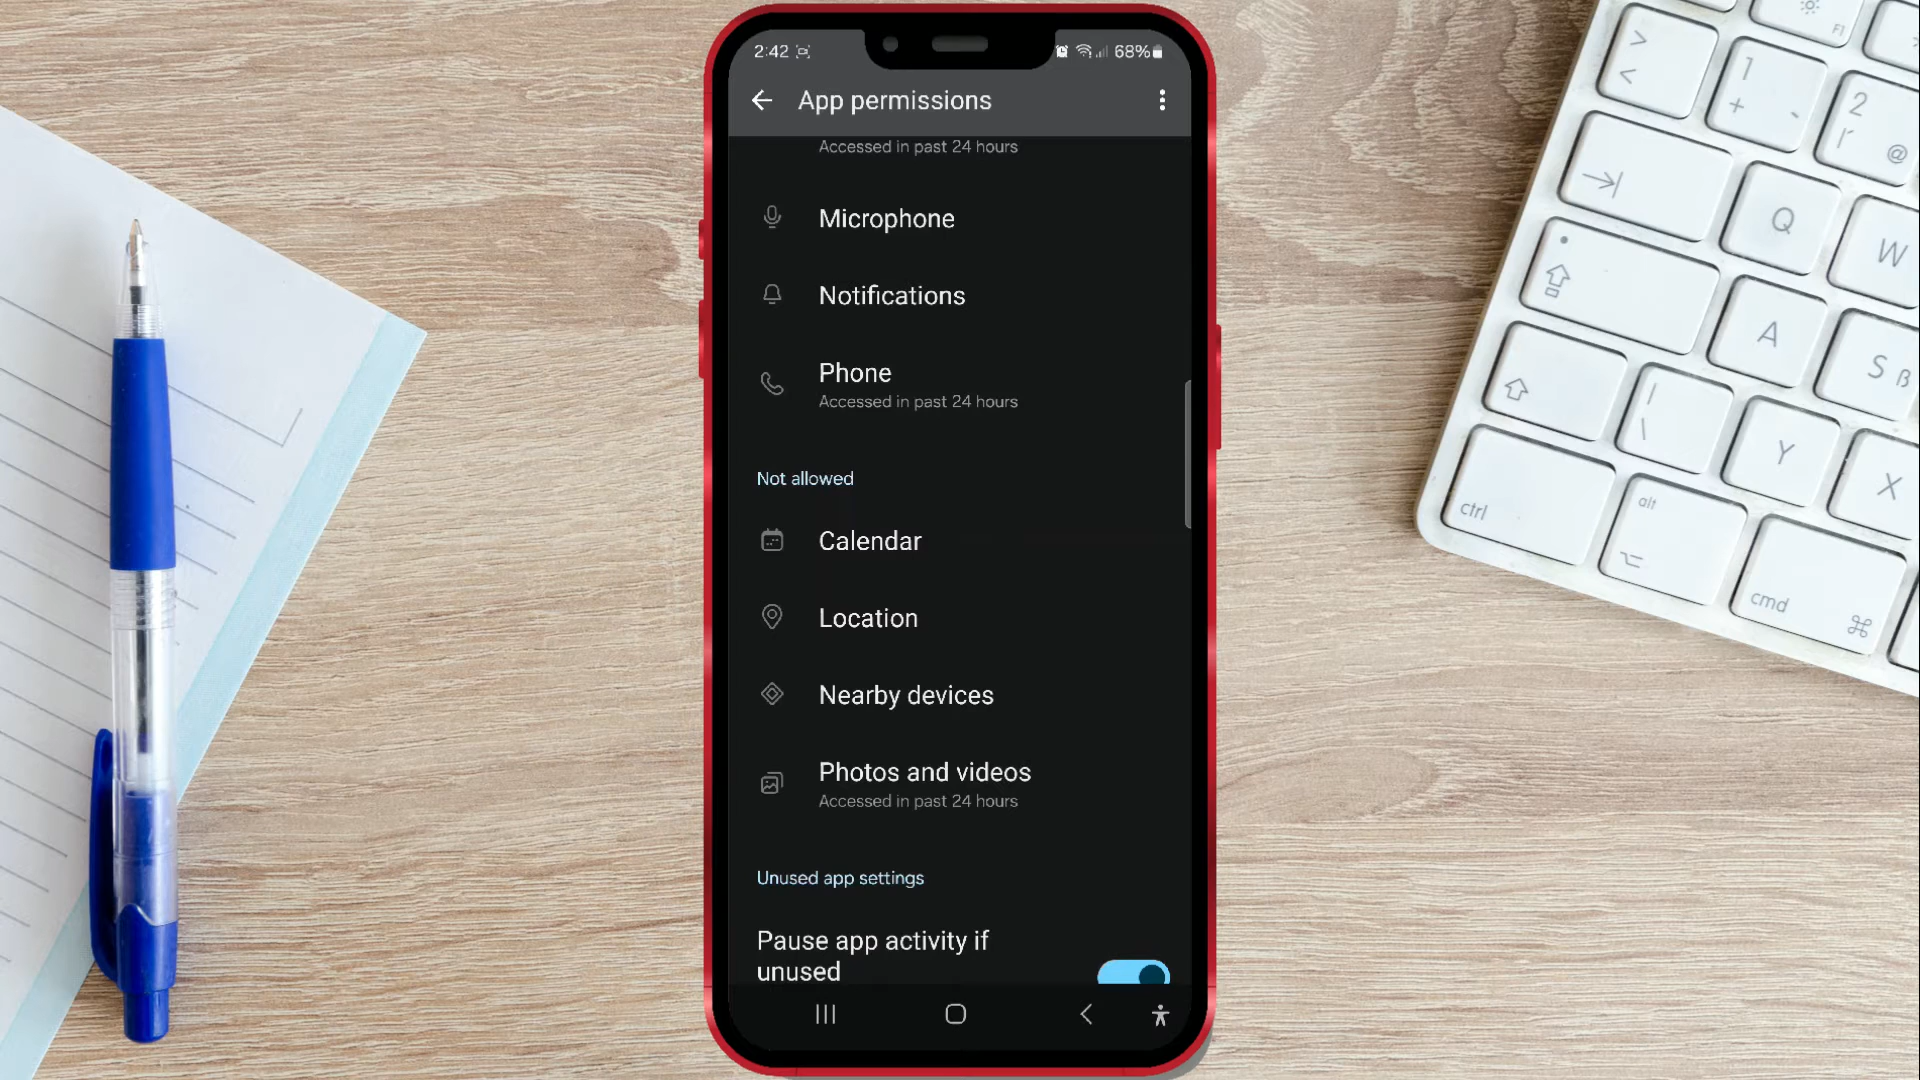 2:42
68%
App permissions
Accessed in past 24 hours
Microphone
Notifications
Phone
Accessed in past 24 hours
Not allowed
Calendar
Location
Nearby devices
Photos and videos
Accessed in past 24 hours
Unused app settings
Pause app activity if
unused
F1
>
<
1
+
2
@
Q
W
A
S ß
Y
X
ctrl
alt
cmd
⌘